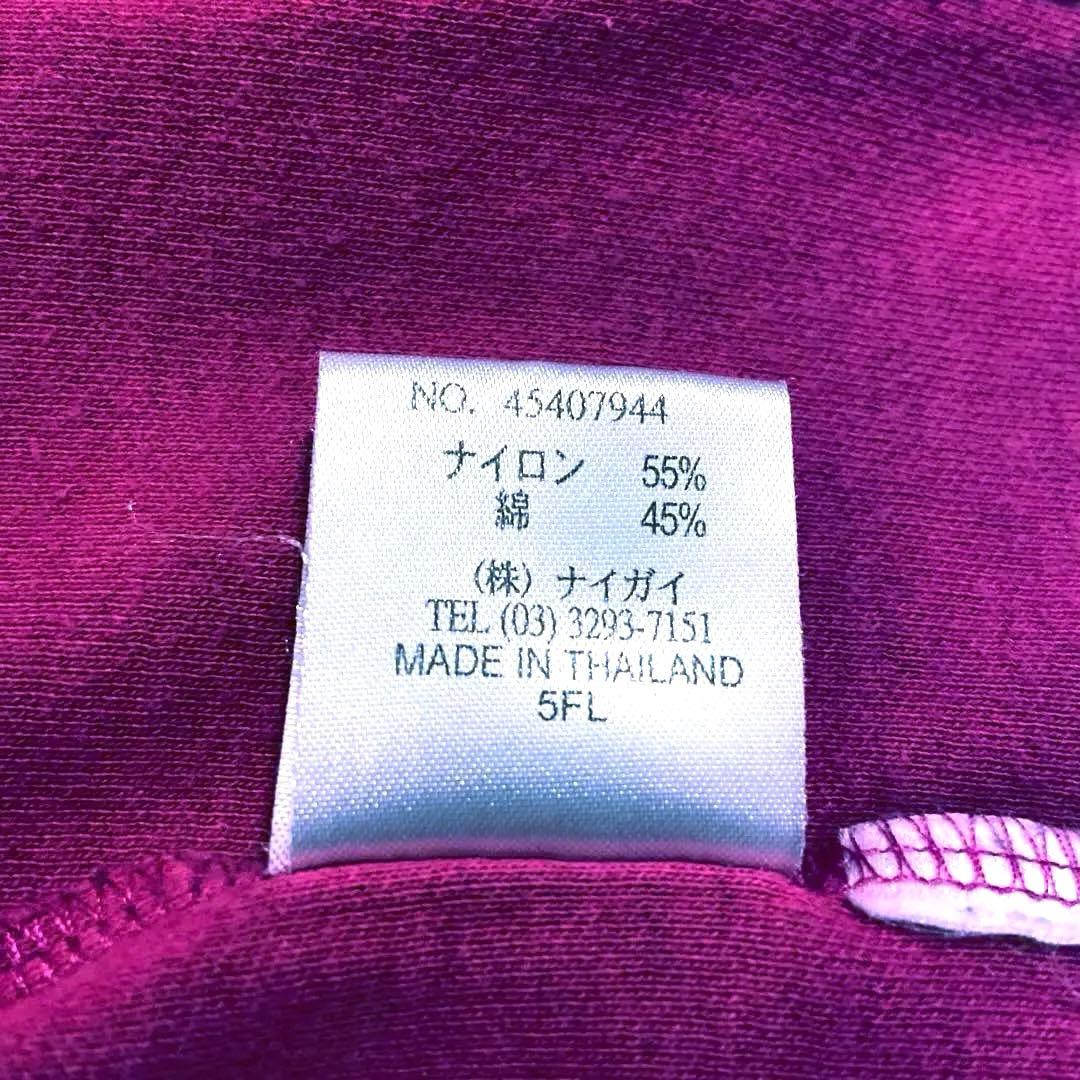 NO. 45407944
ナイロン 55%
綿 45%
(株) ナイガイ
TEL (03) 3293-7151
MADE IN THAILAND
5FL